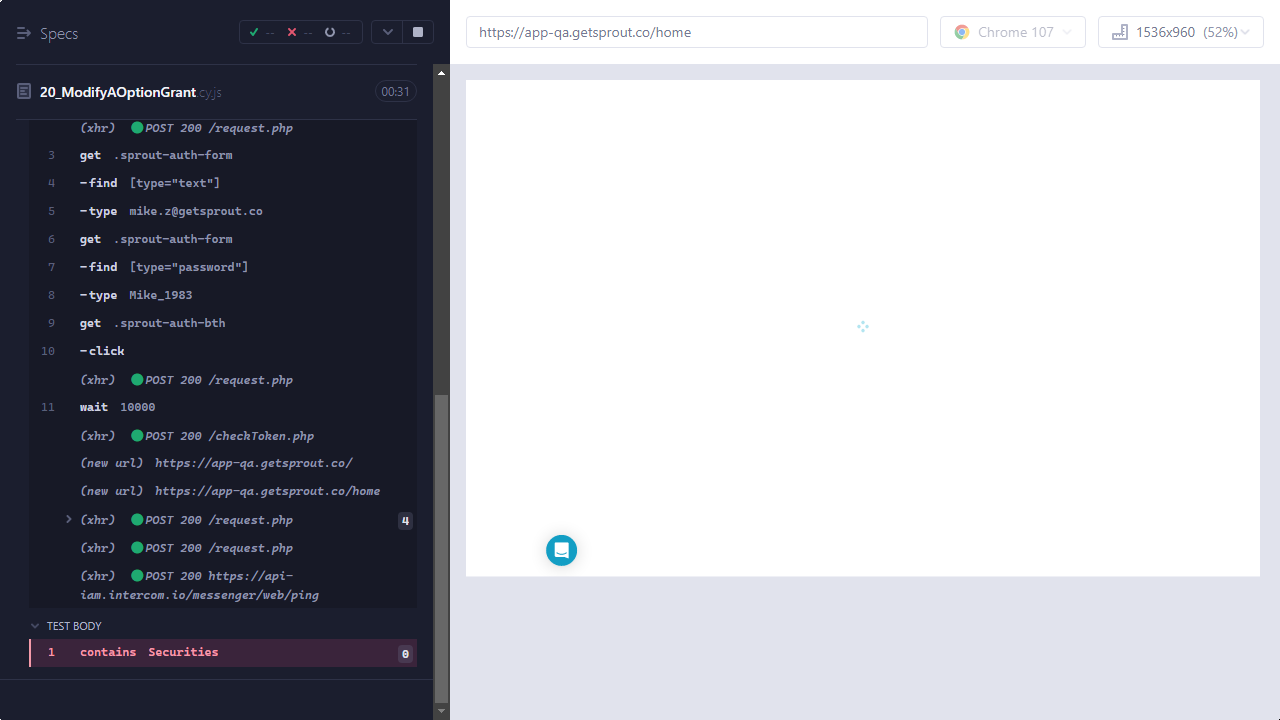 Specs
--
--
--
https://app-qa.getsprout.co/home
Chrome 107
1536x960 (52%)
20_ModifyAOptionGrant.cy.js
00:31
(xhr) POST 200 /request.php
3 get .sprout-auth-form
4 -find [type="text"]
5 -type mike.z@getsprout.co
6 get .sprout-auth-form
7 -find [type="password"]
8 -type Mike_1983
9 get .sprout-auth-bth
10 -click
(xhr) POST 200 /request.php
11 wait 10000
(xhr) POST 200 /checkToken.php
(new url) https://app-qa.getsprout.co/
(new url) https://app-qa.getsprout.co/home
(xhr) POST 200 /request.php 4
(xhr) POST 200 /request.php
(xhr) POST 200 https://api-
iam.intercom.io/messenger/web/ping
TEST BODY
1 contains Securities 0